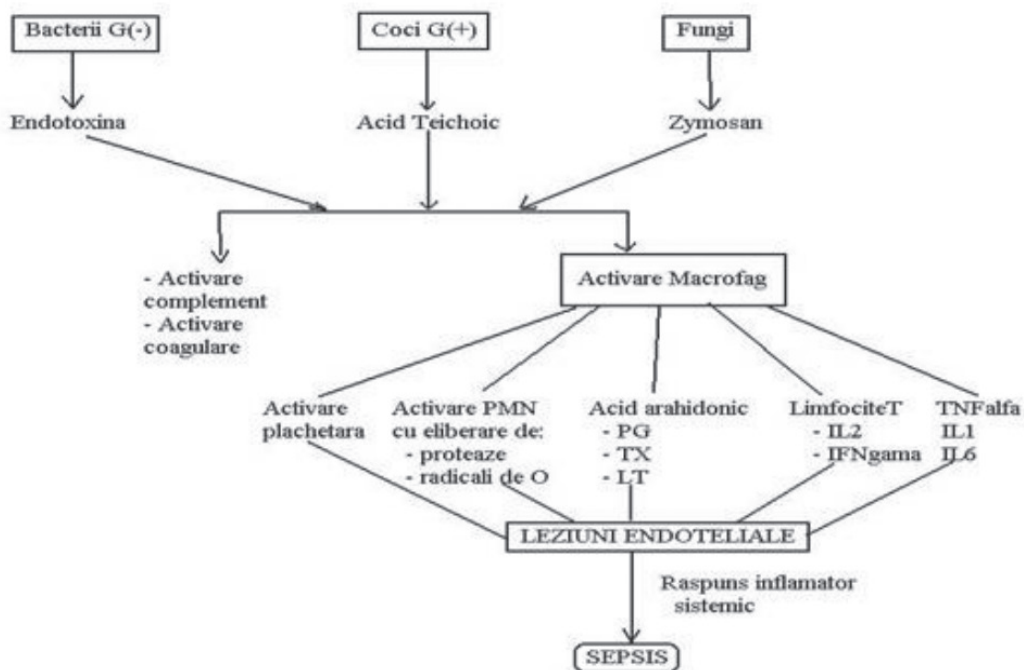 Bacterii G(-)
Coci G(+)
Fungi
Endotoxina
Acid Teichoic
Zymosan
- Activare
complement
- Activare
coagulare
Activare Macrofag
Activare
plachetara
Activare PMN
cu eliberare de:
- proteaze
- radicali de O
Acid arahidonic
- PG
- TX
- LT
LimfociteT
- IL2
- IFNgama
TNFalfa
IL1
IL6
LEZIUNI ENDOTELIALE
Raspuns inflamator
sistemic
SEPSIS